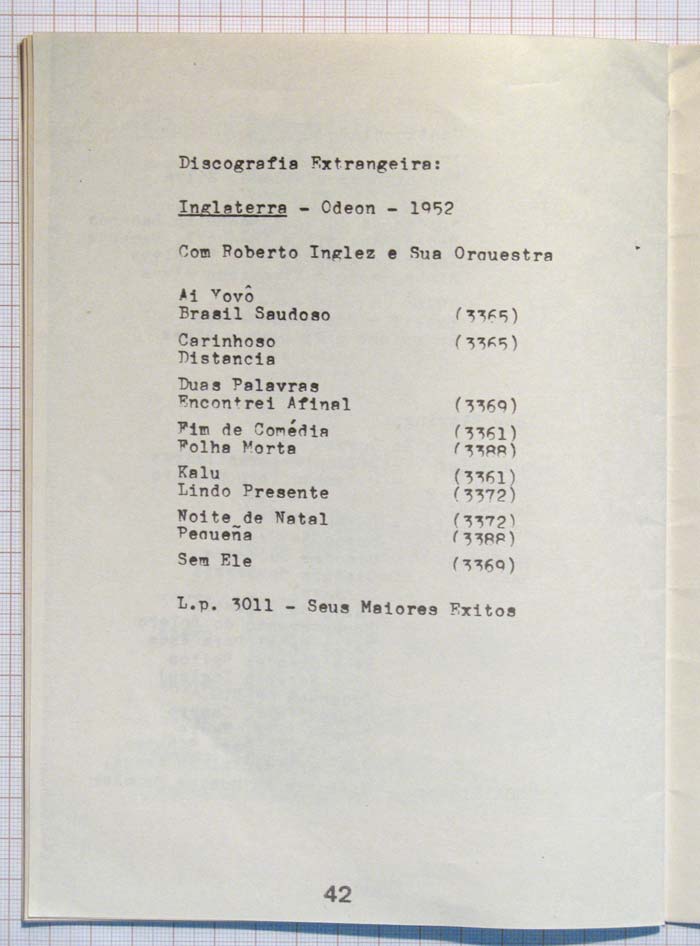 Discografia Extrangeira:
Inglaterra - Odeon - 1952
Com Roberto Inglez e Sua Orquestra
Ai Yovô
Brasil Saudoso (3365)
Carinhoso (3365)
Distancia
Duas Palavras
Encontrei Afinal (3369)
Fim de Comédia (3361)
Folha Morta (3388)
Kalu (3361)
Lindo Presente (3372)
Noite de Natal (3372)
Pequeña (3388)
Sem Ele (3369)
L.p. 3011 - Seus Maiores Exitos
42